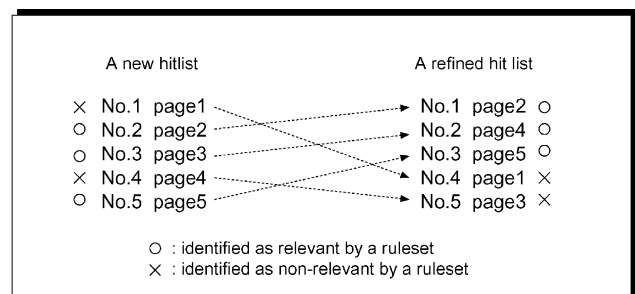 A new hitlist A refined hit list
× No.1 page1 No.1 page2 ○
○ No.2 page2 No.2 page4 ○
○ No.3 page3 No.3 page5 ○
× No.4 page4 No.4 page1 ×
○ No.5 page5 No.5 page3 ×
○ : identified as relevant by a ruleset
× : identified as non-relevant by a ruleset